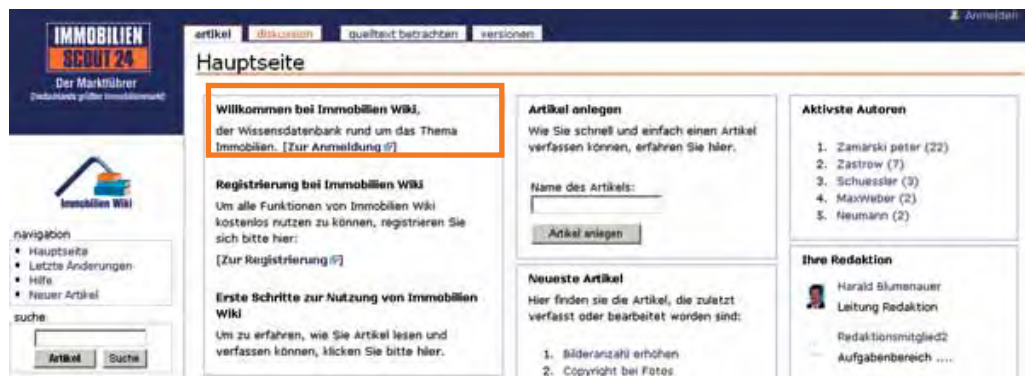 IMMOBILIEN
SCOUT 24
Der Marktführer
Deutschlands größter Immobilienmarkt
Immobilien Wiki
navigation
Hauptseite
Letzte Änderungen
Hilfe
Neuer Artikel
suche
Artikel Suche
Anmelden
artikel diskussion quelltext betrachten versionen
Hauptseite
Willkommen bei Immobilien Wiki,
der Wissensdatenbank rund um das Thema
Immobilien. [Zur Anmeldung]
Registrierung bei Immobilien Wiki
Um alle Funktionen von Immobilien Wiki
kostenlos nutzen zu können, registrieren Sie
sich bitte hier:
[Zur Registrierung]
Erste Schritte zur Nutzung von Immobilien
Wiki
Um zu erfahren, wie Sie Artikel lesen und
verfassen können, klicken Sie bitte hier.
Artikel anlegen
Wie Sie schnell und einfach einen Artikel
verfassen können, erfahren Sie hier.
Name des Artikels:
Artikel anlegen
Neueste Artikel
Hier finden sie die Artikel, die zuletzt
verfasst oder bearbeitet worden sind:
1. Bilderanzahl erhöhen
2. Copyright bei Fotos
Aktivste Autoren
1. Zamarski peter (22)
2. Zastrow (7)
3. Schuessler (3)
4. MaxWeber (2)
5. Neumann (2)
Ihre Redaktion
Harald Blumenauer
Leitung Redaktion
Redaktionsmitglied2
Aufgabenbereich ....